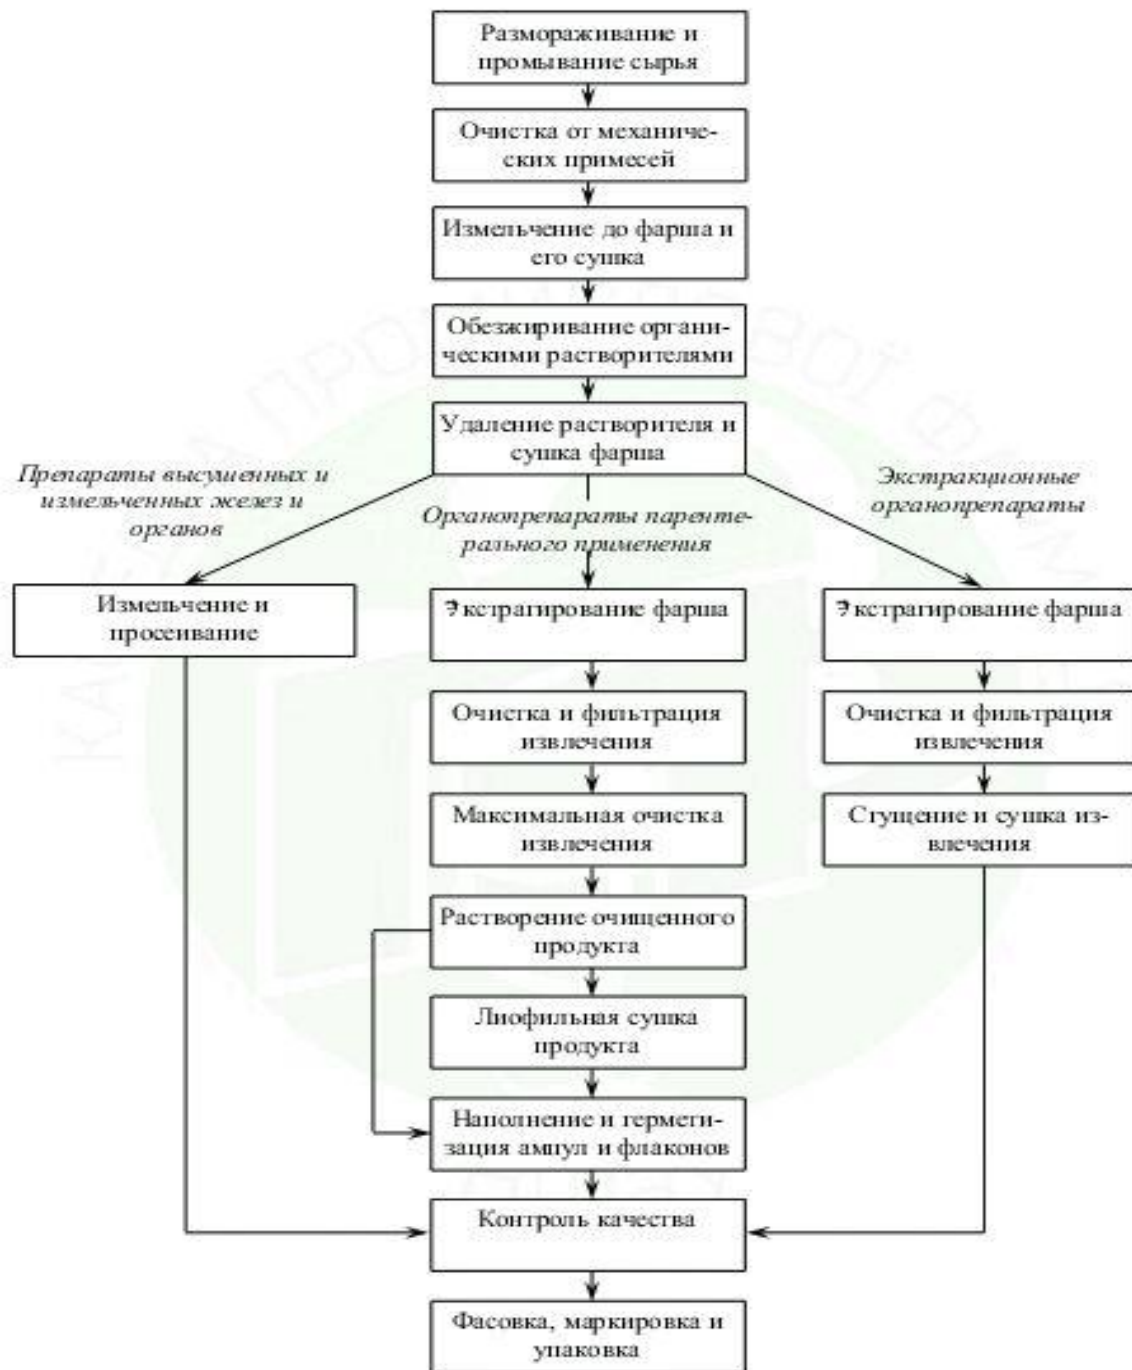 Размораживание и
промывание сырья
Очистка от механиче-
ских примесей
Измельчение до фарша и
его сушка
Обезжиривание органи-
ческими растворителями
Удаление растворителя и
сушка фарша
Препараты высушенных и
измельченных желез и
органов
Органопрепараты паренте-
рального применения
Экстракционные
органопрепараты
Измельчение и
просеивание
Экстрагирование фарша
Очистка и фильтрация
извлечения
Максимальная очистка
извлечения
Растворение очищенного
продукта
Лиофильная сушка
продукта
Наполнение и гермети-
зация ампул и флаконов
Экстрагирование фарша
Очистка и фильтрация
извлечения
Сгущение и сушка из-
влечения
Контроль качества
Фасовка, маркировка и
упаковка